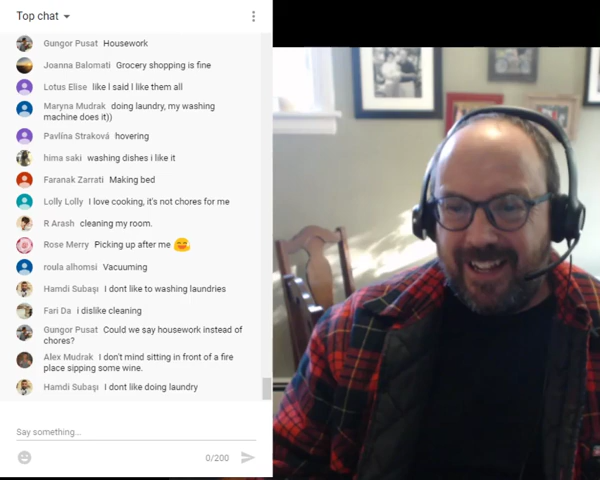 Top chat
Gungor Pusat Housework
Joanna Balomati Grocery shopping is fine
Lotus Elise like I said I like them all
Maryna Mudrak doing laundry, my washing
machine does it))
Pavlína Straková hovering
hima saki washing dishes i like it
Faranak Zarrati Making bed
Lolly Lolly I love cooking, it's not chores for me
R Arash cleaning my room.
Rose Merry Picking up after me
roula alhomsi Vacuuming
Hamdi Subaşı I dont like to washing laundries
Fari Da i dislike cleaning
Gungor Pusat Could we say housework instead of
chores?
Alex Mudrak I don't mind sitting in front of a fire
place sipping some wine.
Hamdi Subaşı I dont like doing laundry
Say something...
0/200